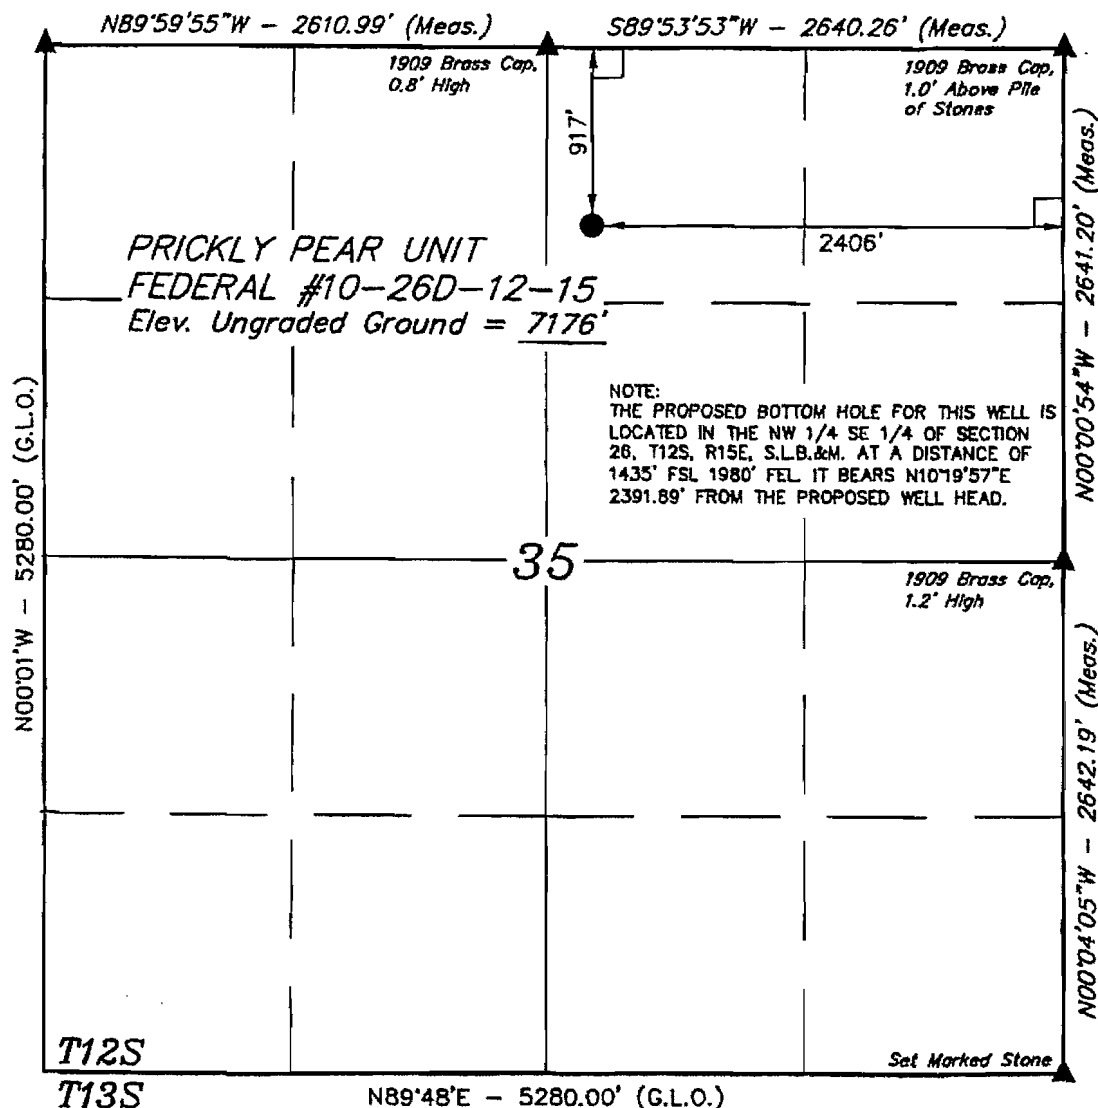 N89°59'55"W - 2610.99' (Meas.)
S89°53'53"W - 2640.26' (Meas.)
1909 Brass Cap,
0.8' High
1909 Brass Cap,
1.0' Above Pile
of Stones
917'
2406'
PRICKLY PEAR UNIT
FEDERAL #10-26D-12-15
Elev. Ungraded Ground = 7176'
N00°00'54"W - 2641.20' (Meas.)
NOTE:
THE PROPOSED BOTTOM HOLE FOR THIS WELL IS
LOCATED IN THE NW 1/4 SE 1/4 OF SECTION
26, T12S, R15E, S.L.B.&M. AT A DISTANCE OF
1435' FSL 1980' FEL. IT BEARS N10°19'57"E
2391.89' FROM THE PROPOSED WELL HEAD.
N00°01'W - 5280.00' (G.L.O.)
35
1909 Brass Cap,
1.2' High
N00°04'05"W - 2642.19' (Meas.)
T12S
Set Marked Stone
T13S
N89°48'E - 5280.00' (G.L.O.)